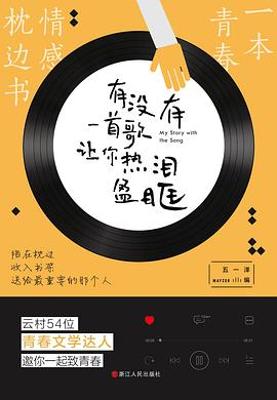 一本
青春
情感
枕边书
有没有
一首歌
让你热泪
盈眶
My Story with
the Song
陪在枕边
收入书架
送给最重要的那个人
五一洋
编
云村54位
青春文学达人
邀你一起致青春
浙江人民出版社